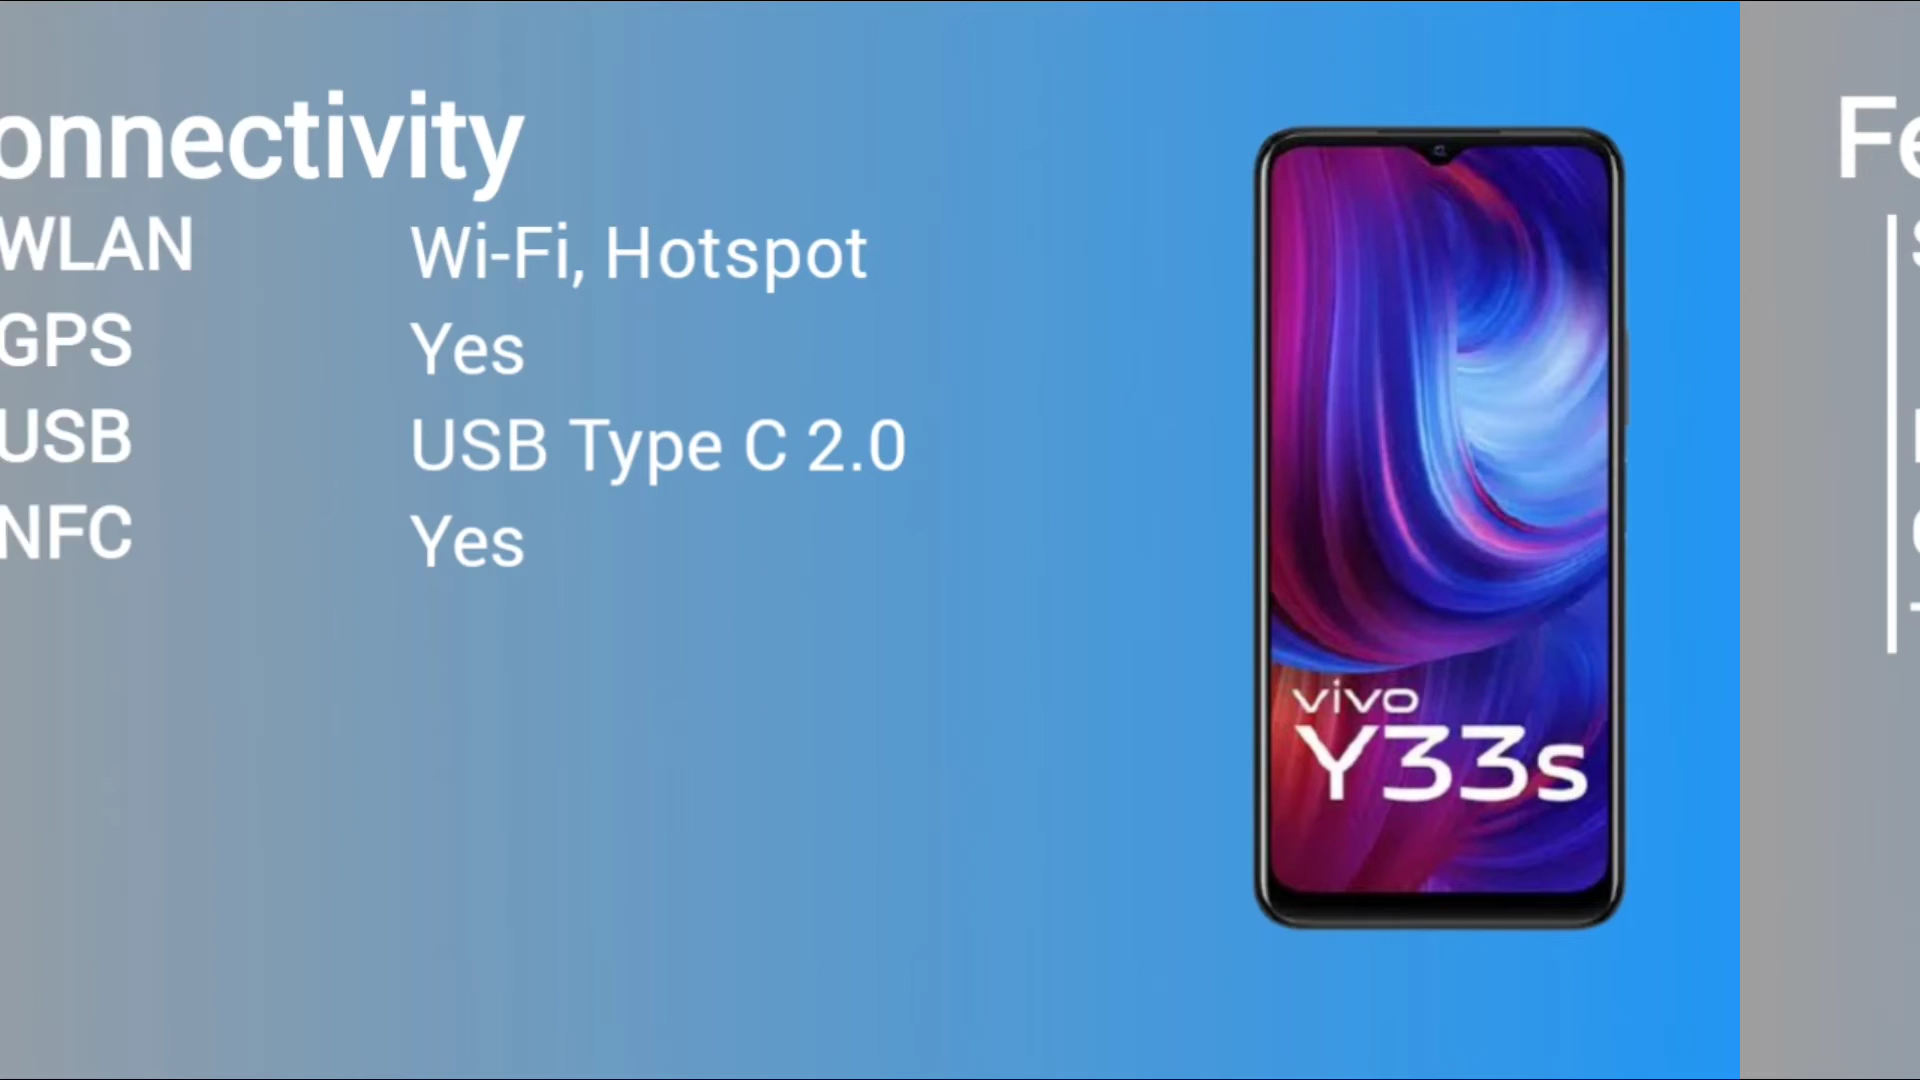 onnectivity
WLAN Wi-Fi, Hotspot
GPS Yes
USB USB Type C 2.0
NFC Yes
vivo
Y33s
Fe